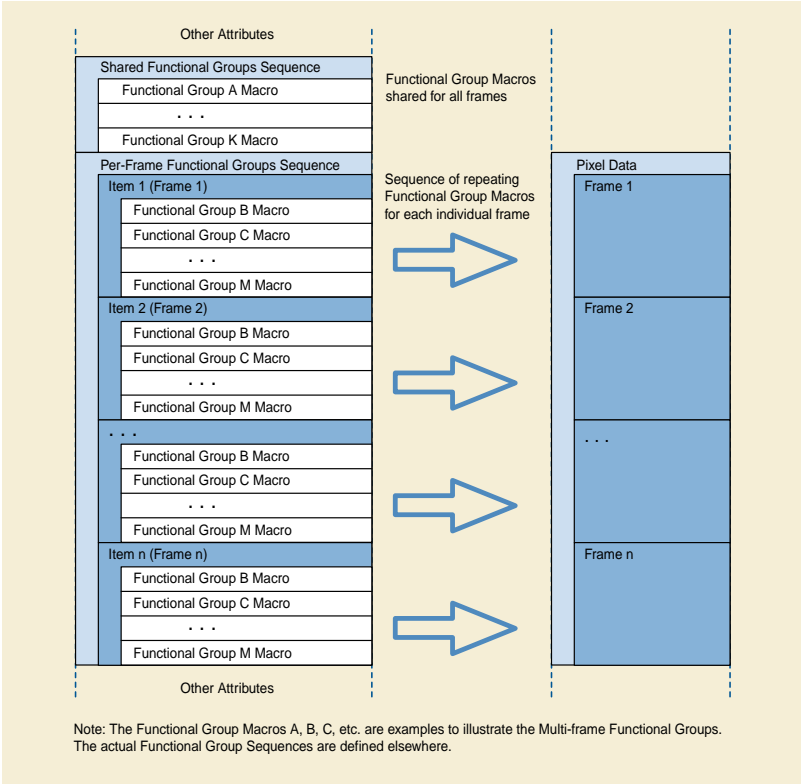 Other Attributes
Shared Functional Groups Sequence
Functional Group A Macro
. . .
Functional Group K Macro
Functional Group Macros
shared for all frames
Per-Frame Functional Groups Sequence
Item 1 (Frame 1)
Functional Group B Macro
Functional Group C Macro
. . .
Functional Group M Macro
Item 2 (Frame 2)
Functional Group B Macro
Functional Group C Macro
. . .
Functional Group M Macro
. . .
Functional Group B Macro
Functional Group C Macro
. . .
Functional Group M Macro
Item n (Frame n)
Functional Group B Macro
Functional Group C Macro
. . .
Functional Group M Macro
Other Attributes
Sequence of repeating
Functional Group Macros
for each individual frame
Pixel Data
Frame 1
Frame 2
. . .
Frame n
Note: The Functional Group Macros A, B, C, etc. are examples to illustrate the Multi-frame Functional Groups.
The actual Functional Group Sequences are defined elsewhere.